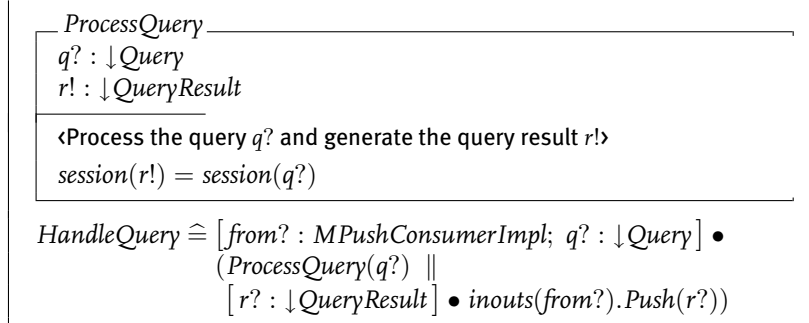 ProcessQuery
q? : ↓Query
r! : ↓QueryResult
‹Process the query q? and generate the query result r!›
session(r!) = session(q?)
HandleQuery ≙ [from? : MPushConsumerImpl; q? : ↓Query] •
(ProcessQuery(q?) ∥
[r? : ↓QueryResult] • inouts(from?).Push(r?))